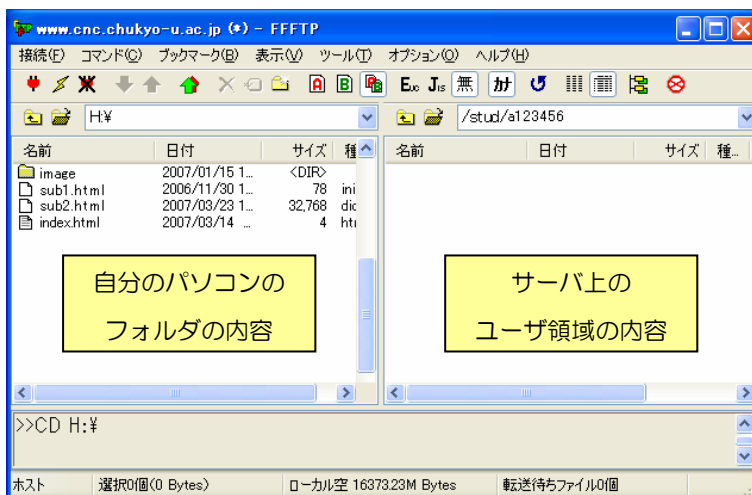 www.cnc.chukyo-u.ac.jp (*) - FFFTP
接続(F) コマンド(C) ブックマーク(B) 表示(V) ツール(T) オプション(O) ヘルプ(H)
A B Euc JIS 無 カナ
H:¥ /stud/a123456
名前 日付 サイズ 種 名前 日付 サイズ 種...
image 2007/01/15 1... <DIR>
sub1.html 2006/11/30 1... 78 ini
sub2.html 2007/03/23 1... 32,768 dic
index.html 2007/03/14 ... 4 htm
自分のパソコンの
フォルダの内容
サーバ上の
ユーザ領域の内容
>>CD H:¥
ホスト 選択0個(0 Bytes) ローカル空 16373.23M Bytes 転送待ちファイル0個